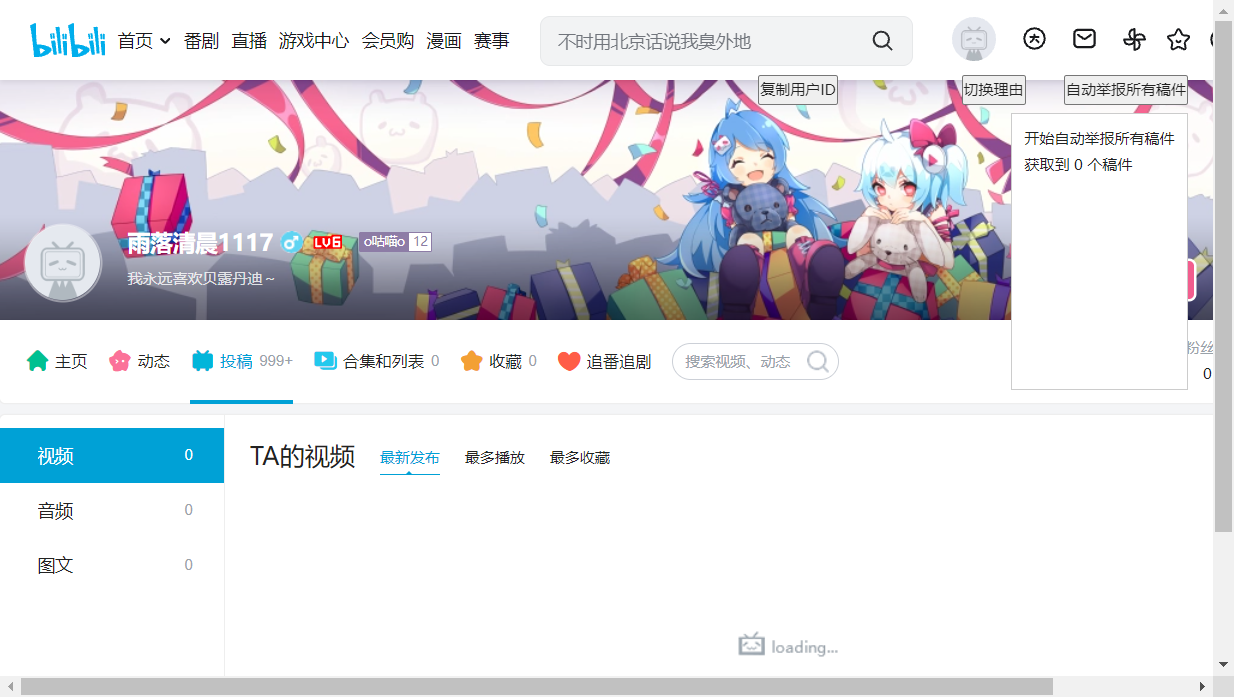 bilibili 首页 番剧 直播 游戏中心 会员购 漫画 赛事 不时用北京话说我臭外地
复制用户ID 切换理由 自动举报所有稿件
开始自动举报所有稿件
获取到 0 个稿件
雨落清晨1117 LV6 o咕喵o 12
我永远喜欢贝露丹迪～
主页 动态 投稿 999+ 合集和列表 0 收藏 0 追番追剧 搜索视频、动态 粉丝
0
视频 0 TA的视频 最新发布 最多播放 最多收藏
音频 0
图文 0
loading...